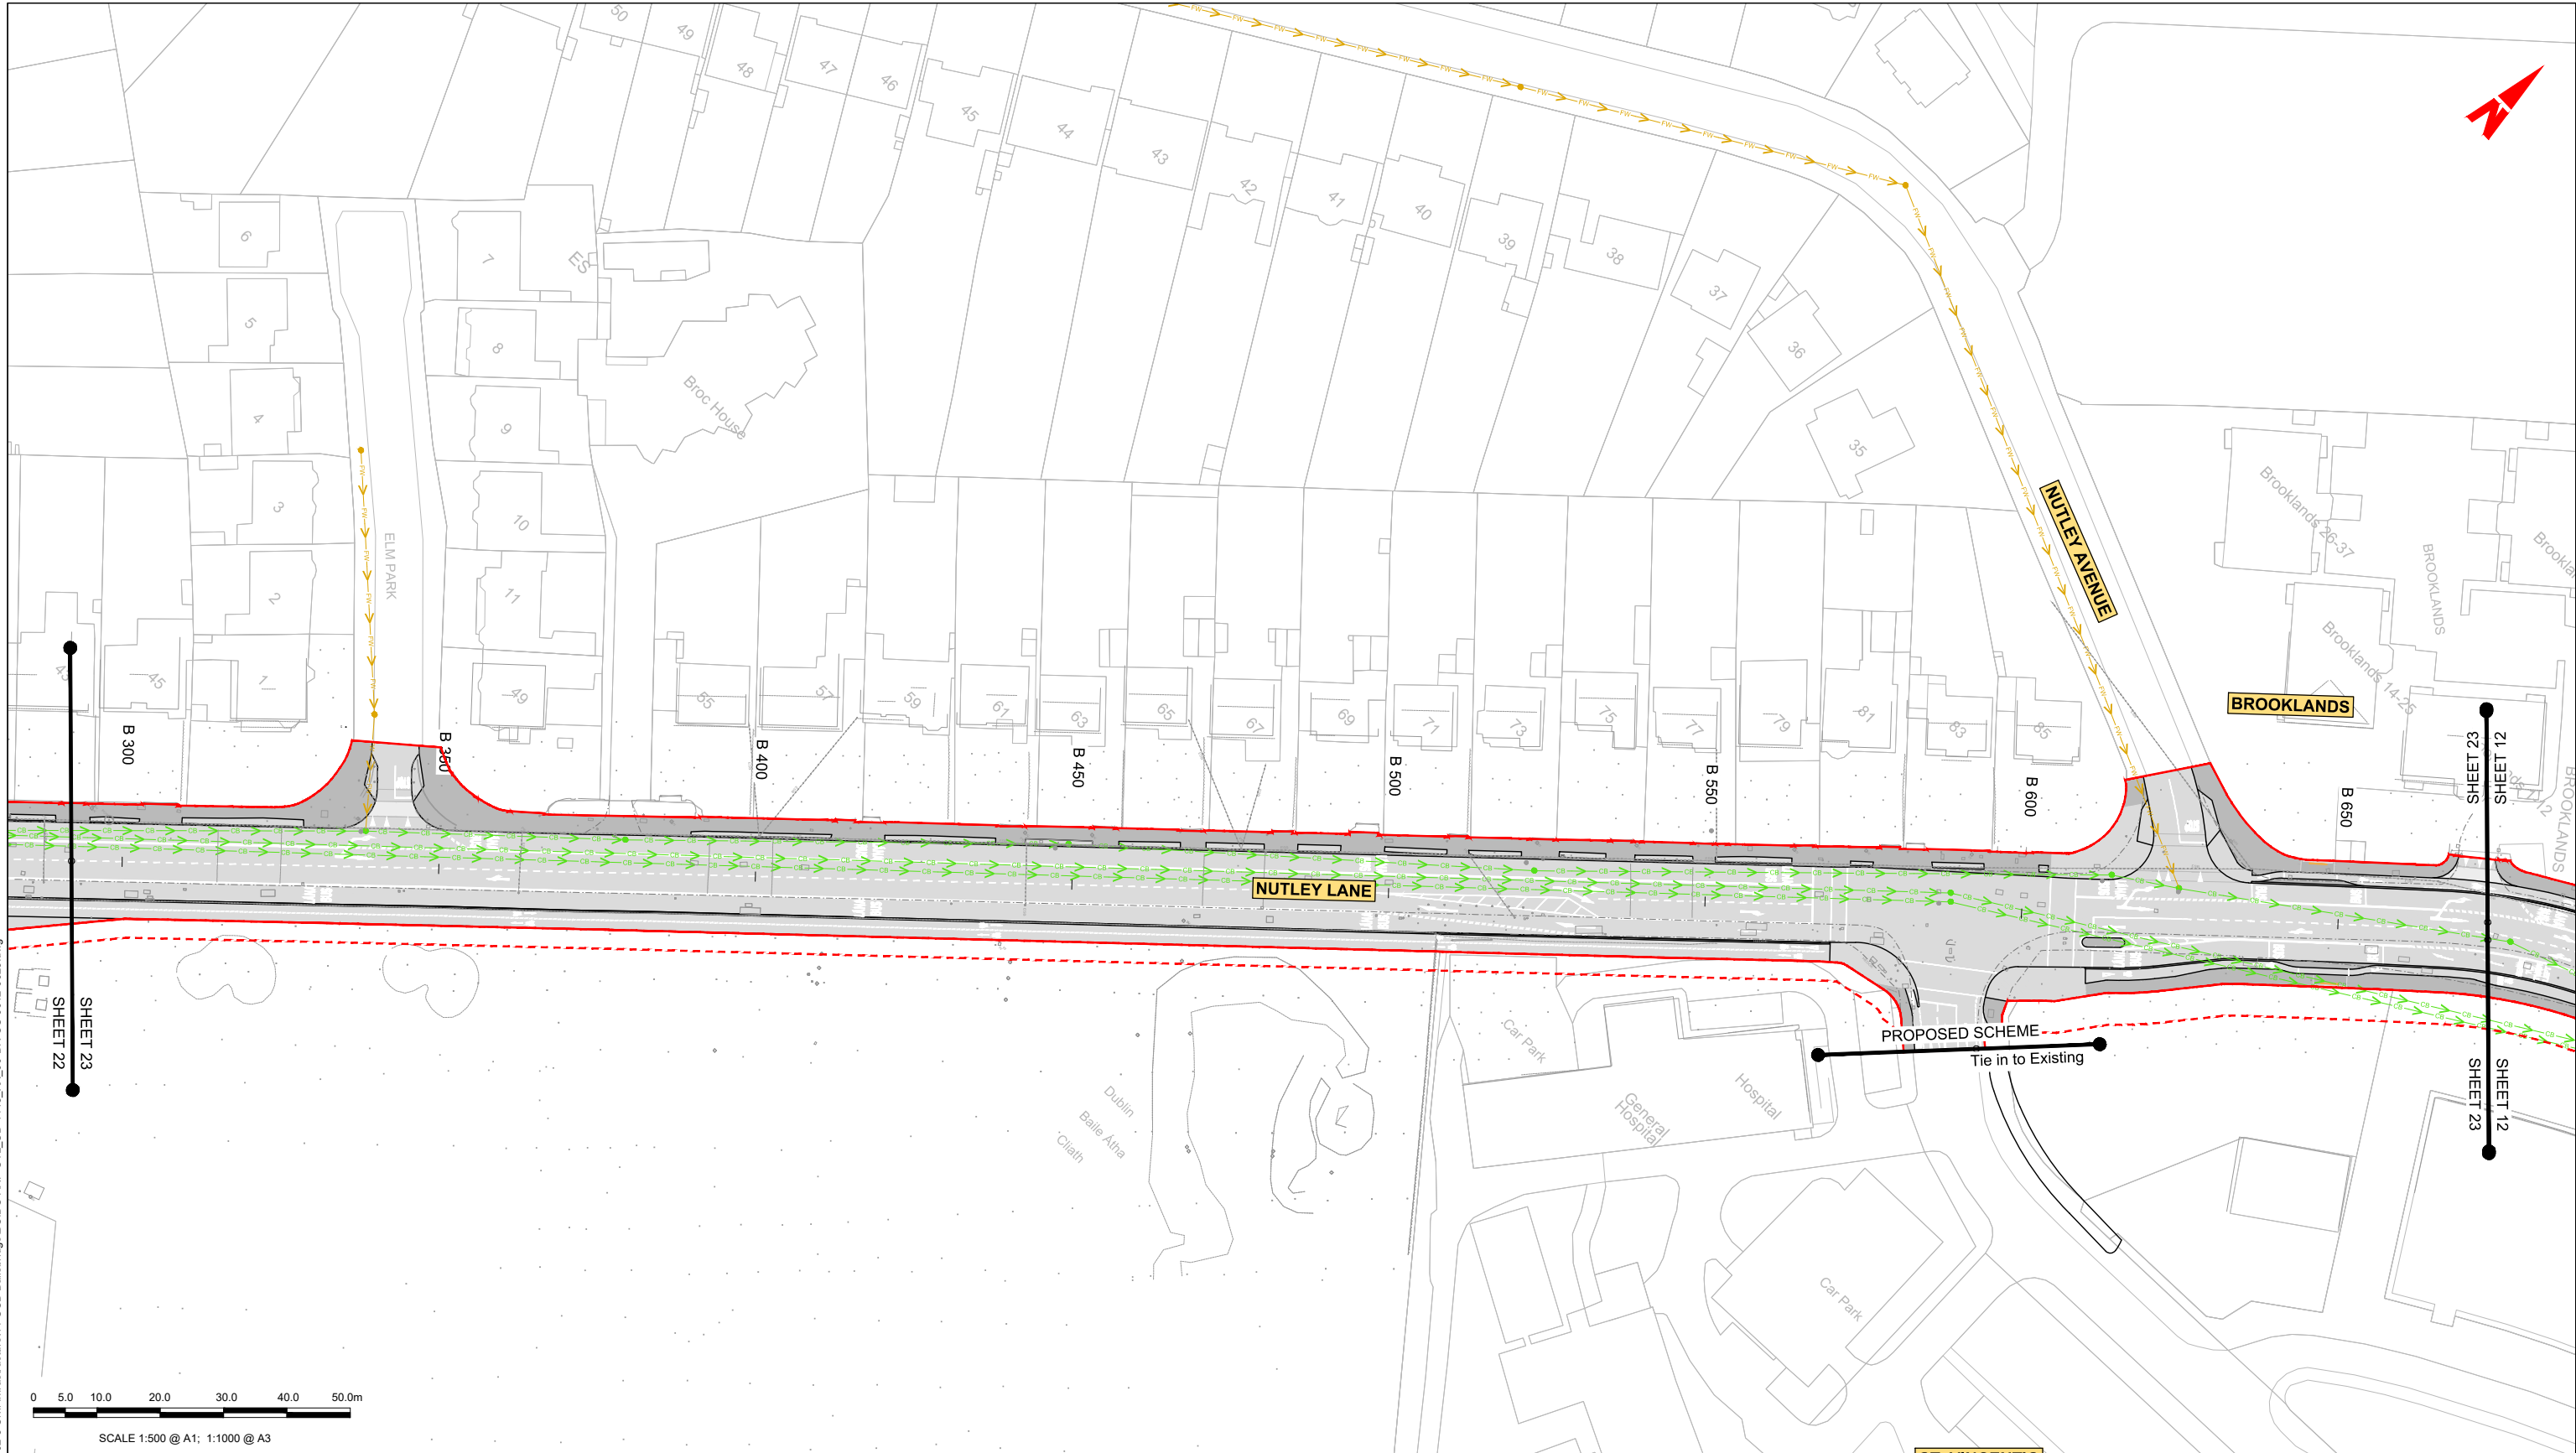 50
49
48
47
46
45
44
43
42
41
40
39
38
37
36
35
6
5
4
3
2
1
7
ES
8
9
10
11
49
Broc House
ELM PARK
NUTLEY AVENUE
Brooklands 26-37
BROOKLANDS
Brooklands 14-25
BROOKLANDS
BROOKLANDS
45
55
57
59
61
63
65
67
69
71
73
75
77
79
81
83
85
B 300
B 350
B 400
B 450
B 500
B 550
B 600
B 650
SHEET 23
SHEET 12
FW
CB
NUTLEY LANE
SHEET 22
SHEET 23
PROPOSED SCHEME
Tie in to Existing
SHEET 23
SHEET 12
Car Park
General
Hospital
Hospital
Dublin
Baile Átha
Cliath
Car Park
0 5.0 10.0 20.0 30.0 40.0 50.0m
SCALE 1:500 @ A1; 1:1000 @ A3
N